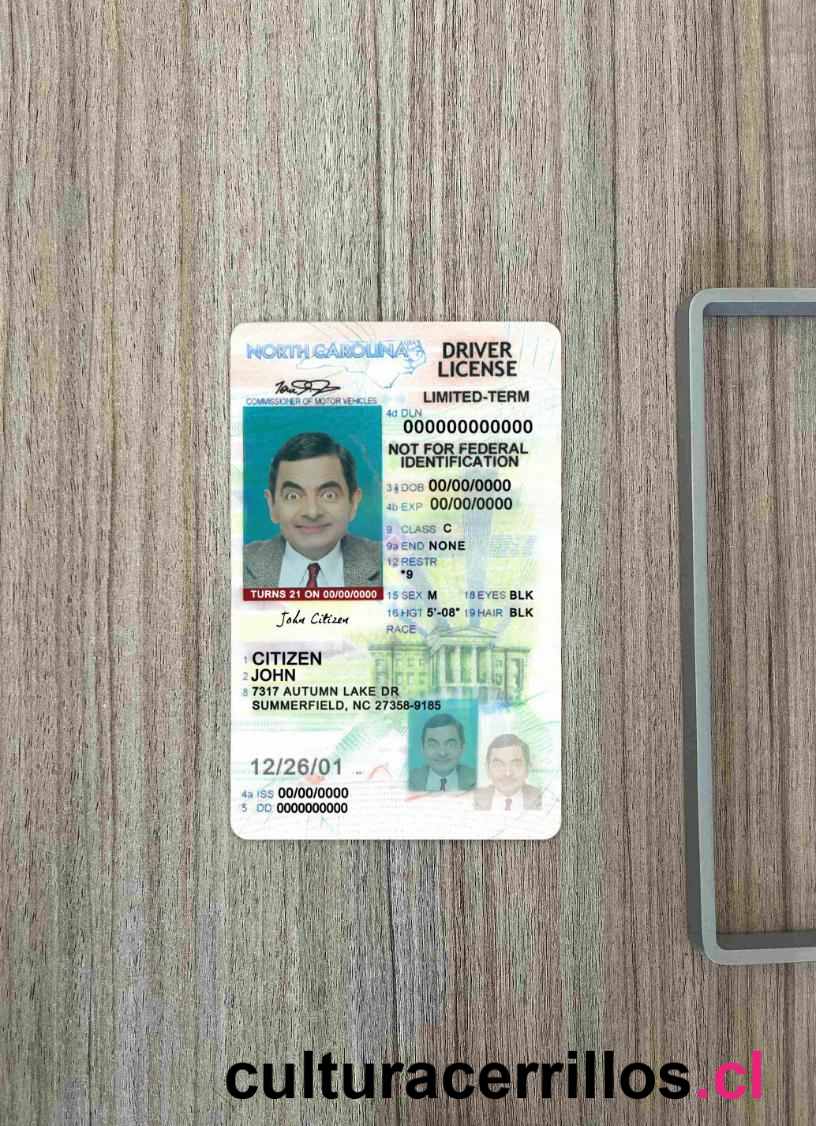 NORTH CAROLINA
DRIVER
LICENSE
COMMISSIONER OF MOTOR VEHICLES
LIMITED-TERM
4d DLN
000000000000
NOT FOR FEDERAL
IDENTIFICATION
3 DOB 00/00/0000
4b EXP 00/00/0000
9 CLASS C
9a END NONE
12 RESTR
*9
TURNS 21 ON 00/00/0000
15 SEX M 18 EYES BLK
16 HGT 5'-08" 19 HAIR BLK
RACE
John Citizen
1 CITIZEN
2 JOHN
8 7317 AUTUMN LAKE DR
SUMMERFIELD, NC 27358-9185
12/26/01
4a ISS 00/00/0000
5 DD 0000000000
culturacerrillos.cl